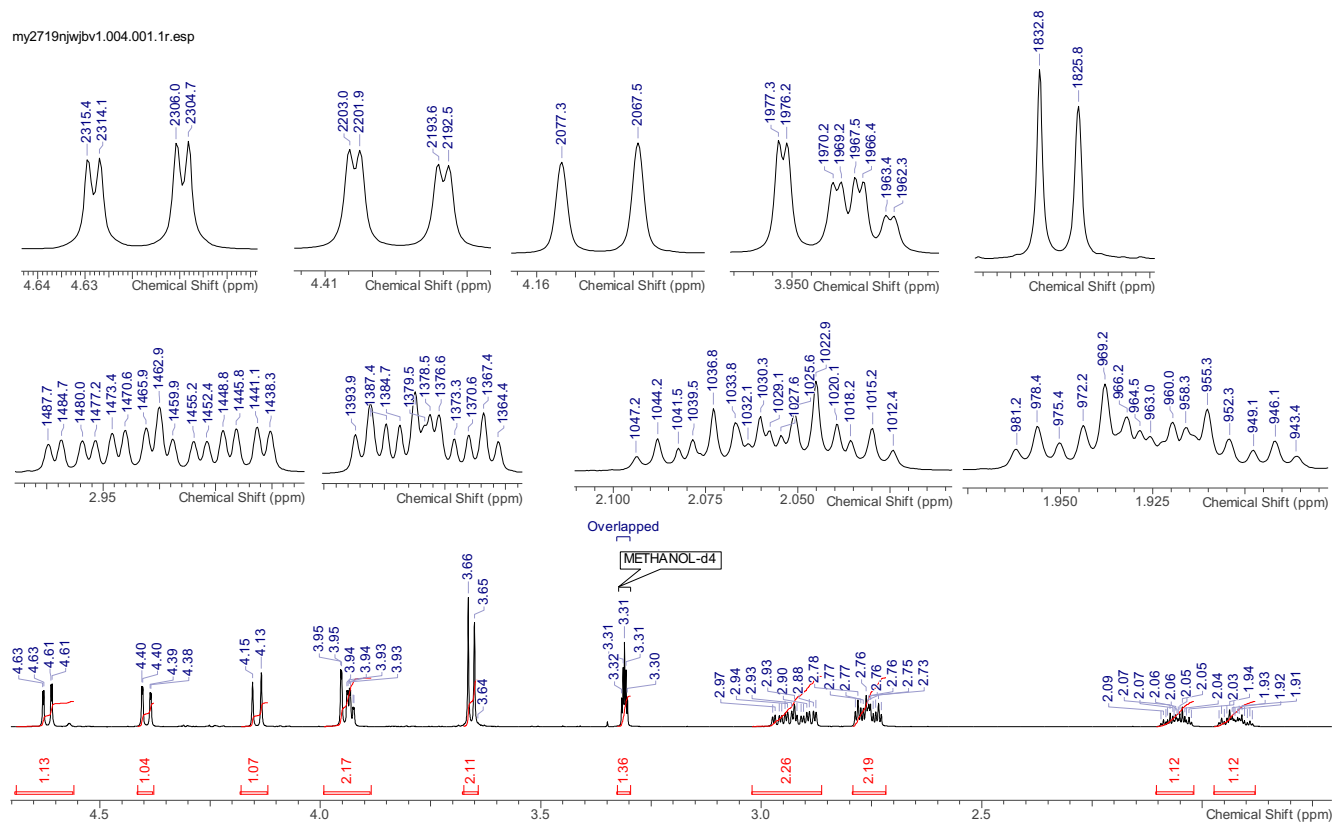 my2719njwjbv1.004.001.1r.esp
2315.4 2314.1 2306.0 2304.7
4.64 4.63 Chemical Shift (ppm)
2203.0 2201.9 2193.6 2192.5
4.41 Chemical Shift (ppm)
2077.3 2067.5
4.16 Chemical Shift (ppm)
1977.3 1976.2 1970.2 1969.2 1967.5 1966.4 1963.4 1962.3
3.950 Chemical Shift (ppm)
1832.8 1825.8
Chemical Shift (ppm)
1487.7 1484.7 1480.0 1477.2 1473.4 1470.6 1465.9 1462.9 1459.9 1455.2 1452.4 1448.8 1445.8 1441.1 1438.3
2.95 Chemical Shift (ppm)
1393.9 1387.4 1384.7 1379.5 1378.5 1376.6 1373.3 1370.6 1367.4 1364.4
Chemical Shift (ppm)
1047.2 1044.2 1041.5 1039.5 1036.8 1033.8 1032.1 1030.3 1029.1 1027.6 1025.6 1022.9 1020.1 1018.2 1015.2 1012.4
2.100 2.075 2.050 Chemical Shift (ppm)
981.2 978.4 975.4 972.2 969.2 966.2 964.5 963.0 960.0 958.3 955.3 952.3 949.1 946.1 943.4
1.950 1.925 Chemical Shift (ppm)
Overlapped
METHANOL-d4
4.63 4.63 4.61 4.61
4.40 4.40 4.39 4.38
4.15 4.13
3.95 3.95 3.94 3.94 3.93 3.93
3.66 3.65 3.64
3.32 3.31 3.31 3.31 3.30
2.97 2.94 2.93 2.93 2.90 2.88 2.78 2.77 2.77 2.76 2.76 2.76 2.75 2.73
2.09 2.07 2.07 2.06 2.06 2.05 2.05 2.04 2.03 1.94 1.93 1.92 1.91
1.13 1.04 1.07 2.17 2.11 1.36 2.26 2.19 1.12 1.12
4.5 4.0 3.5 3.0 2.5 Chemical Shift (ppm)